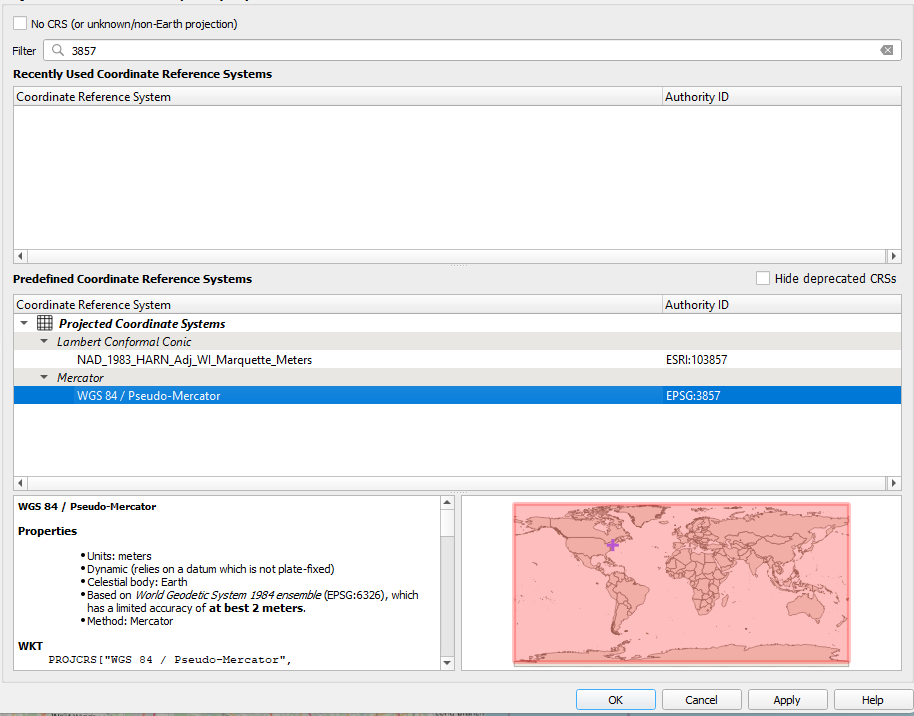 No CRS (or unknown/non-Earth projection)
Filter 3857
Recently Used Coordinate Reference Systems
Coordinate Reference System Authority ID
Predefined Coordinate Reference Systems Hide deprecated CRSs
Coordinate Reference System Authority ID
Projected Coordinate Systems
Lambert Conformal Conic
NAD_1983_HARN_Adj_WI_Marquette_Meters ESRI:103857
Mercator
WGS 84 / Pseudo-Mercator EPSG:3857
WGS 84 / Pseudo-Mercator
Properties
•Units: meters
•Dynamic (relies on a datum which is not plate-fixed)
•Celestial body: Earth
•Based on World Geodetic System 1984 ensemble (EPSG:6326), which
has a limited accuracy of at best 2 meters.
•Method: Mercator
WKT
PROJCRS["WGS 84 / Pseudo-Mercator",
OK Cancel Apply Help